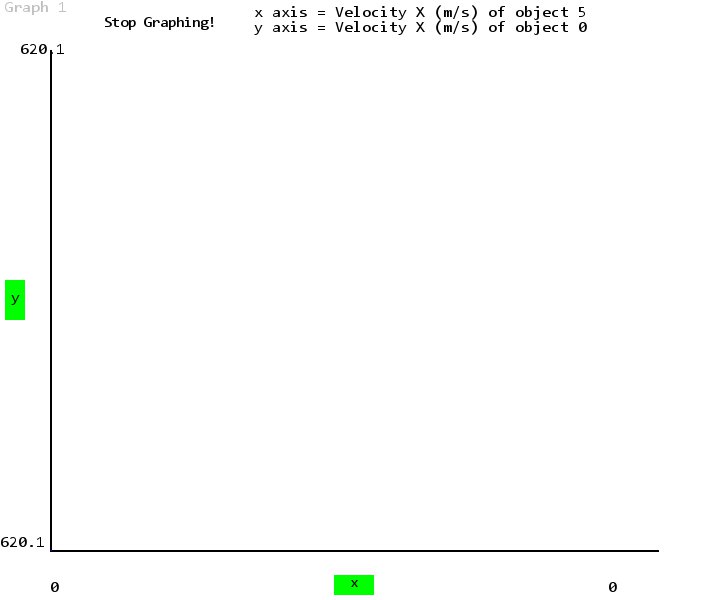 Graph 1
Stop Graphing!
x axis = Velocity X (m/s) of object 5
y axis = Velocity X (m/s) of object 0
620.1
y
620.1
x
0
0